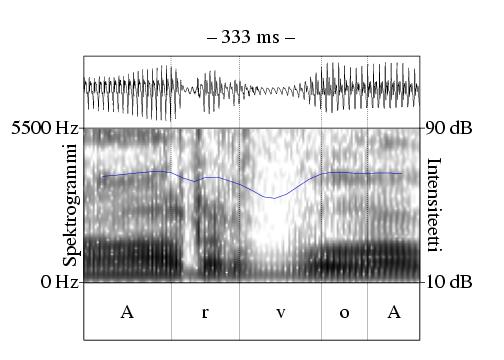 – 333 ms –
5500 Hz
90 dB
Spektrogrammi
Intensiteetti
0 Hz
10 dB
A r v o A